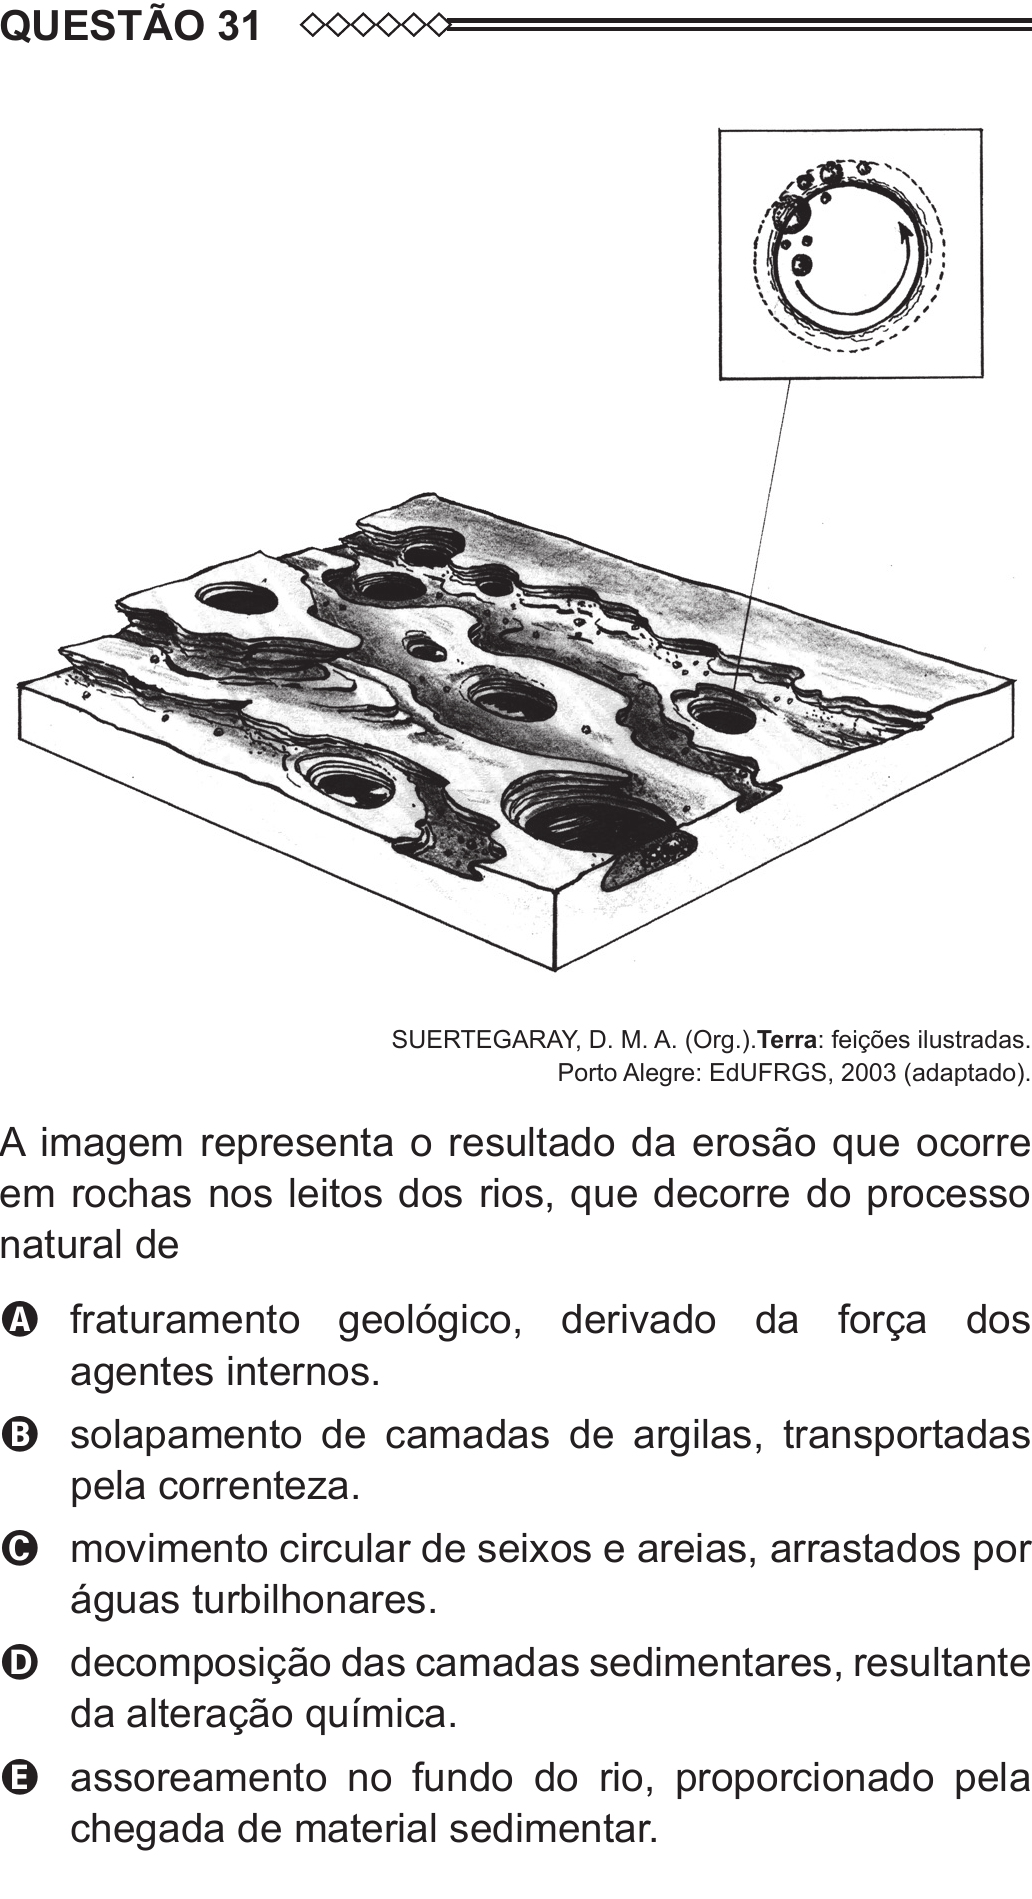 QUESTÃO 31
SUERTEGARAY, D. M. A. (Org.).Terra: feições ilustradas.
Porto Alegre: EdUFRGS, 2003 (adaptado).
A imagem representa o resultado da erosão que ocorre
em rochas nos leitos dos rios, que decorre do processo
natural de
A fraturamento geológico, derivado da força dos
agentes internos.
B solapamento de camadas de argilas, transportadas
pela correnteza.
C movimento circular de seixos e areias, arrastados por
águas turbilhonares.
D decomposição das camadas sedimentares, resultante
da alteração química.
E assoreamento no fundo do rio, proporcionado pela
chegada de material sedimentar.